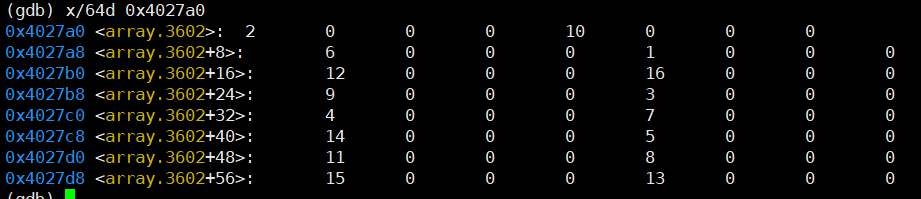 (gdb) x/64d 0x4027a0
0x4027a0 <array.3602>: 2 0 0 0 10 0 0 0
0x4027a8 <array.3602+8>: 6 0 0 0 1 0 0 0
0x4027b0 <array.3602+16>: 12 0 0 0 16 0 0 0
0x4027b8 <array.3602+24>: 9 0 0 0 3 0 0 0
0x4027c0 <array.3602+32>: 4 0 0 0 7 0 0 0
0x4027c8 <array.3602+40>: 14 0 0 0 5 0 0 0
0x4027d0 <array.3602+48>: 11 0 0 0 8 0 0 0
0x4027d8 <array.3602+56>: 15 0 0 0 13 0 0 0
(gdb)